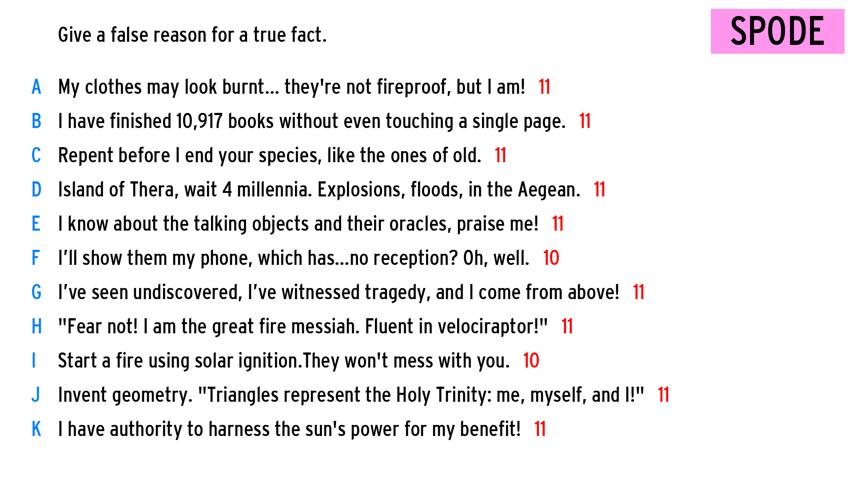 Give a false reason for a true fact.
SPODE
A My clothes may look burnt... they're not fireproof, but I am! 11
B I have finished 10,917 books without even touching a single page. 11
C Repent before I end your species, like the ones of old. 11
D Island of Thera, wait 4 millennia. Explosions, floods, in the Aegean. 11
E I know about the talking objects and their oracles, praise me! 11
F I’ll show them my phone, which has...no reception? Oh, well. 10
G I’ve seen undiscovered, I’ve witnessed tragedy, and I come from above! 11
H "Fear not! I am the great fire messiah. Fluent in velociraptor!" 11
I Start a fire using solar ignition.They won't mess with you. 10
J Invent geometry. "Triangles represent the Holy Trinity: me, myself, and I!" 11
K I have authority to harness the sun's power for my benefit! 11